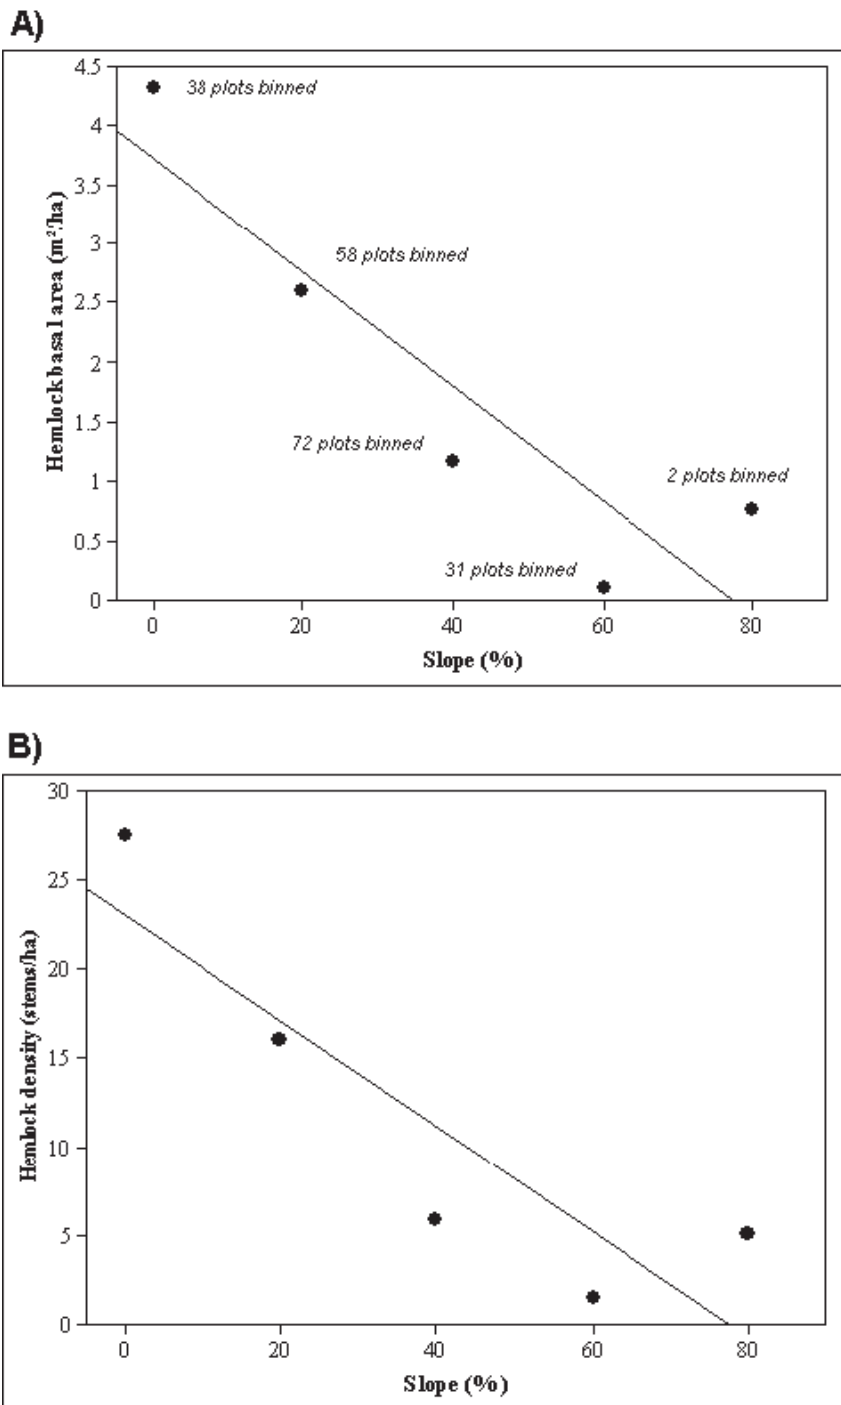 A)
4.5
38 plots binned
4
3.5
3
58 plots binned
2.5
2
1.5
72 plots binned
1
2 plots binned
0.5
31 plots binned
0
Hemlock basal area (m²/ha)
0 20 40 60 80
Slope (%)
B)
30
25
20
15
10
5
0
Hemlock density (stems/ha)
0 20 40 60 80
Slope (%)